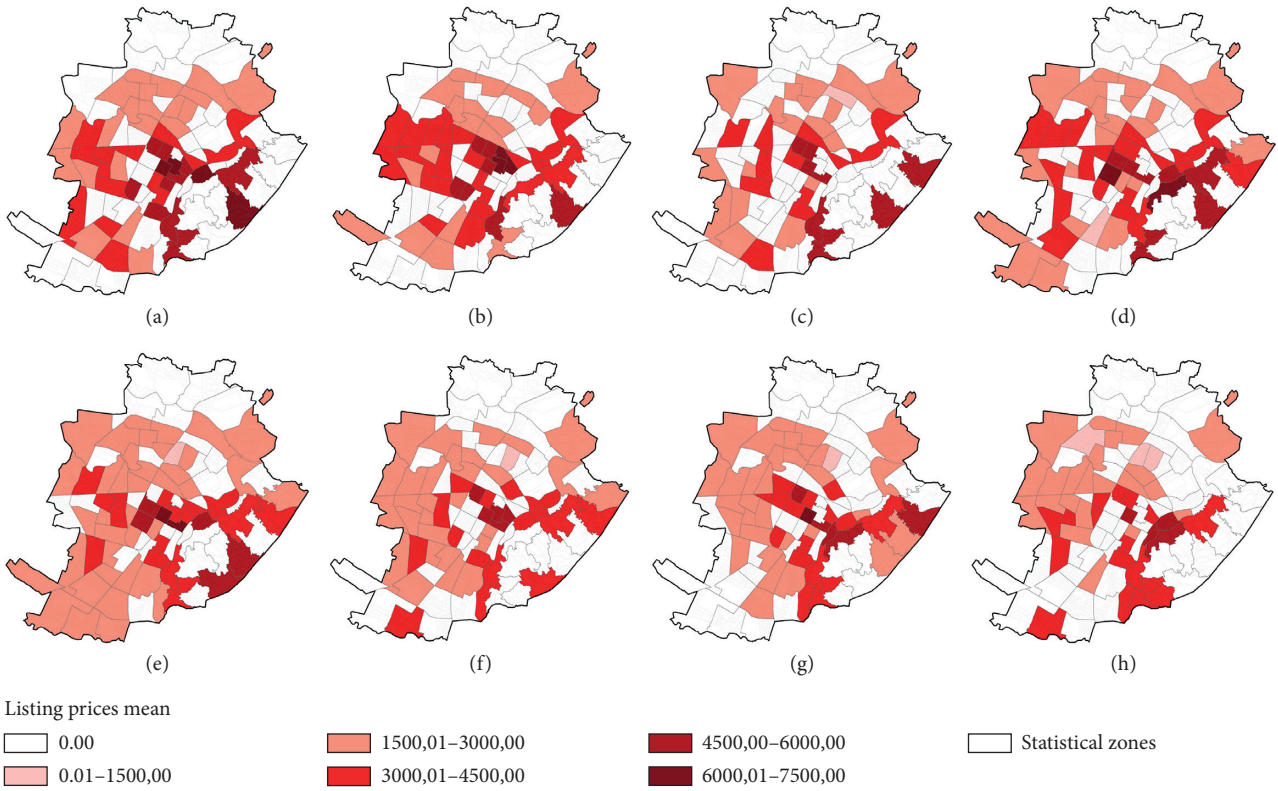 (a)
(b)
(c)
(d)
(e)
(f)
(g)
(h)
Listing prices mean
0.00
1500,01–3000,00
4500,00–6000,00
Statistical zones
0.01–1500,00
3000,01–4500,00
6000,01–7500,00